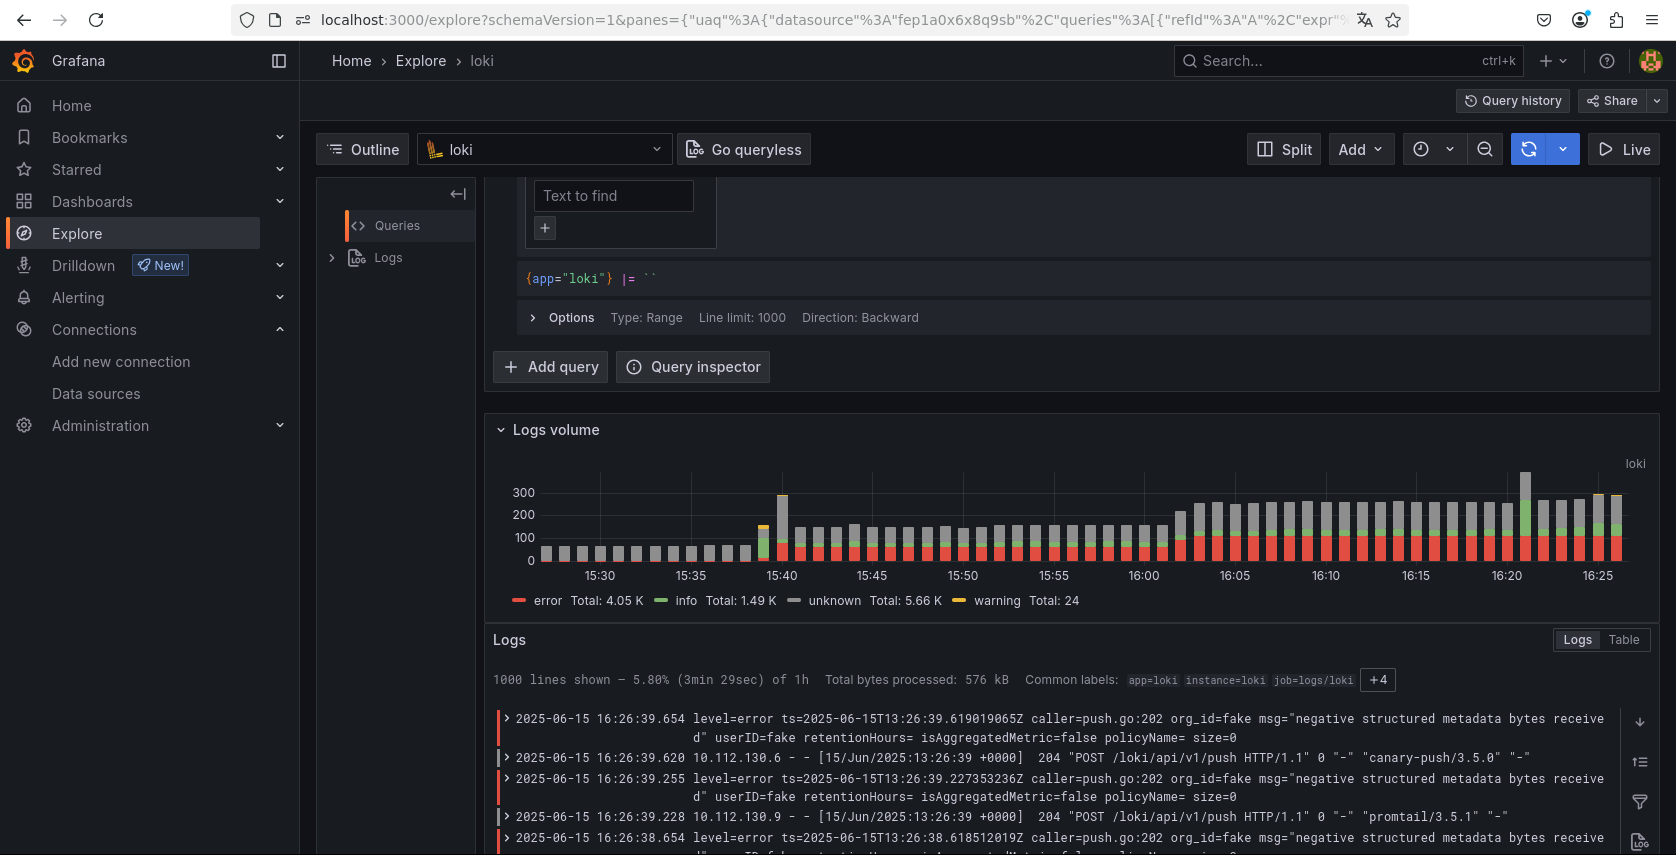 localhost:3000/explore?schemaVersion=1&panes={"uaq"%3A{"datasource"%3A"fep1a0x6x8q9sb"%2C"queries"%3A[{"refId"%3A"A"%2C"expr"
Grafana
Home › Explore › loki
Search... ctrl+k
Query history
Share
Home
Bookmarks
Starred
Dashboards
Explore
Drilldown New!
Alerting
Connections
Add new connection
Data sources
Administration
Outline
loki
Go queryless
Split
Add
Live
Queries
Logs
Text to find
{app="loki"} |= ``
Options Type: Range Line limit: 1000 Direction: Backward
Add query
Query inspector
Logs volume
loki
300
200
100
0
15:30 15:35 15:40 15:45 15:50 15:55 16:00 16:05 16:10 16:15 16:20 16:25
error Total: 4.05 K info Total: 1.49 K unknown Total: 5.66 K warning Total: 24
Logs
Logs Table
1000 lines shown — 5.80% (3min 29sec) of 1h Total bytes processed: 576 kB Common labels: app=loki instance=loki job=logs/loki +4
2025-06-15 16:26:39.654 level=error ts=2025-06-15T13:26:39.619019065Z caller=push.go:202 org_id=fake msg="negative structured metadata bytes receive
d" userID=fake retentionHours= isAggregatedMetric=false policyName= size=0
2025-06-15 16:26:39.620 10.112.130.6 - - [15/Jun/2025:13:26:39 +0000] 204 "POST /loki/api/v1/push HTTP/1.1" 0 "-" "canary-push/3.5.0" "-"
2025-06-15 16:26:39.255 level=error ts=2025-06-15T13:26:39.227353236Z caller=push.go:202 org_id=fake msg="negative structured metadata bytes receive
d" userID=fake retentionHours= isAggregatedMetric=false policyName= size=0
2025-06-15 16:26:39.228 10.112.130.9 - - [15/Jun/2025:13:26:39 +0000] 204 "POST /loki/api/v1/push HTTP/1.1" 0 "-" "promtail/3.5.1" "-"
2025-06-15 16:26:38.654 level=error ts=2025-06-15T13:26:38.618512019Z caller=push.go:202 org_id=fake msg="negative structured metadata bytes receive